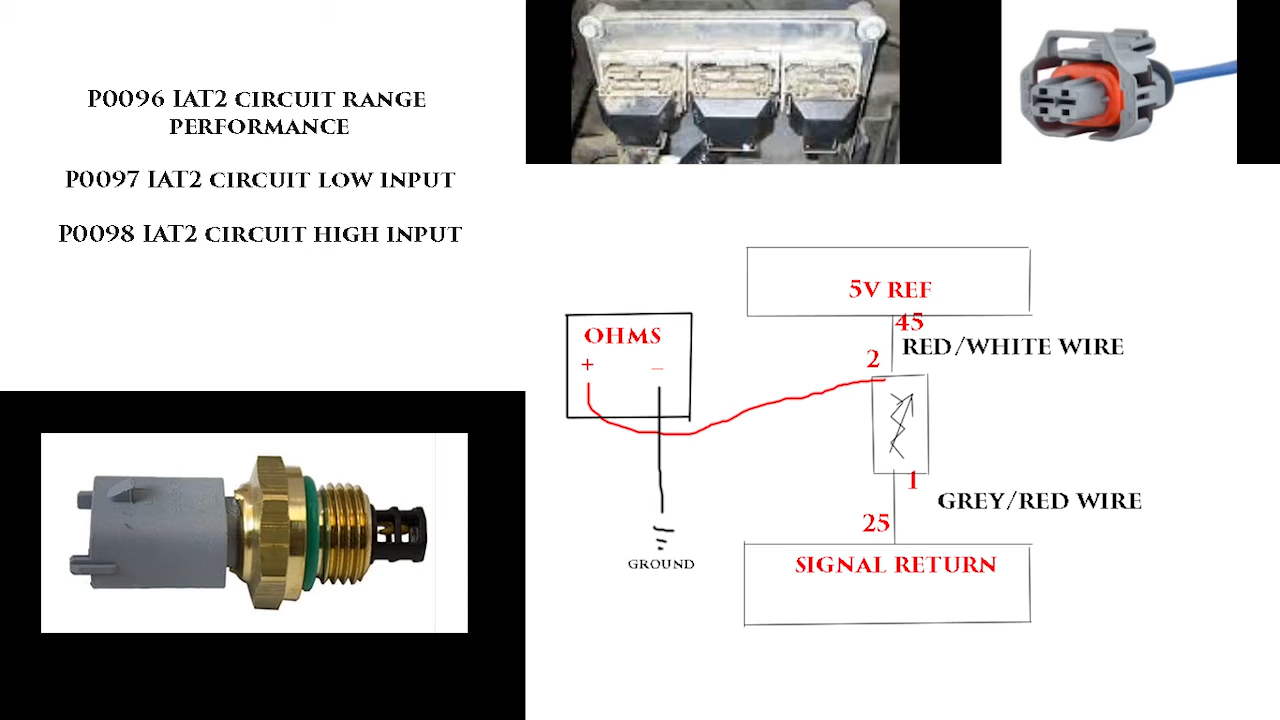 P0096 IAT2 CIRCUIT RANGE
PERFORMANCE
P0097 IAT2 CIRCUIT LOW INPUT
P0098 IAT2 CIRCUIT HIGH INPUT
5V REF
45
RED/WHITE WIRE
2
OHMS
+ –
1
GREY/RED WIRE
25
GROUND
SIGNAL RETURN